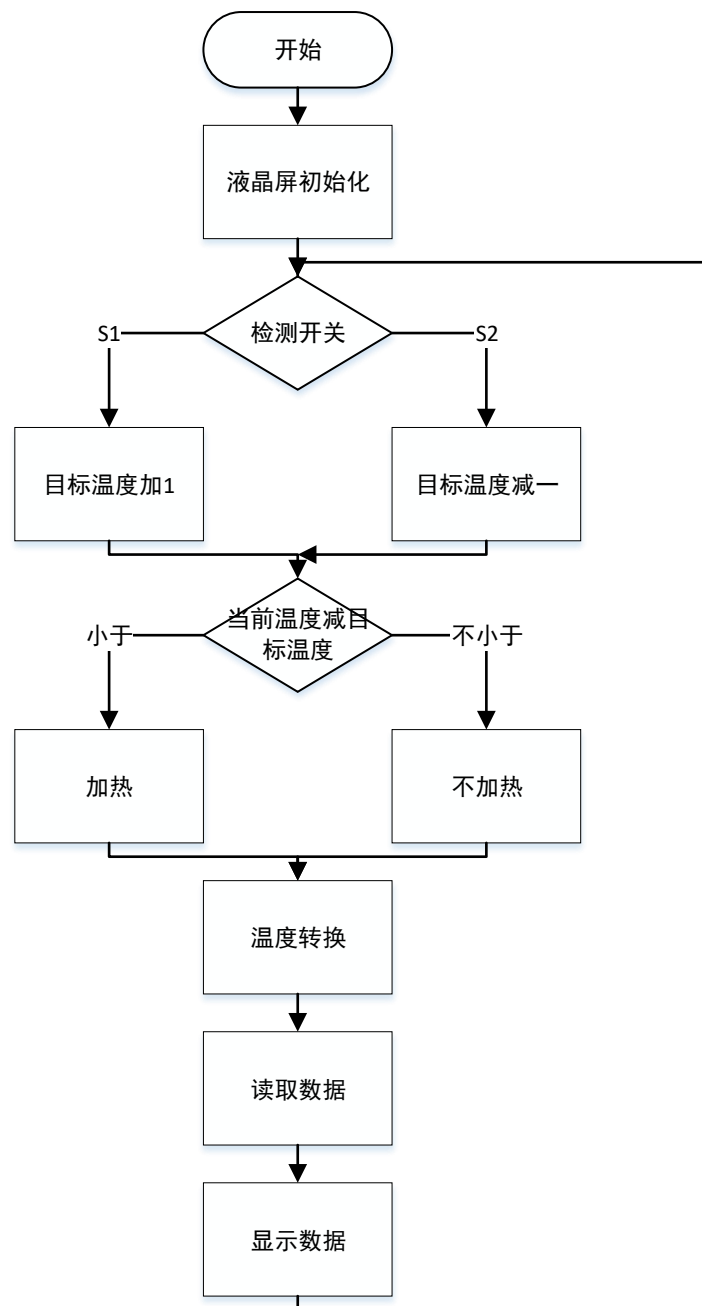 开始
液晶屏初始化
检测开关
S1
S2
目标温度加1
目标温度减一
当前温度减目
标温度
小于
不小于
加热
不加热
温度转换
读取数据
显示数据